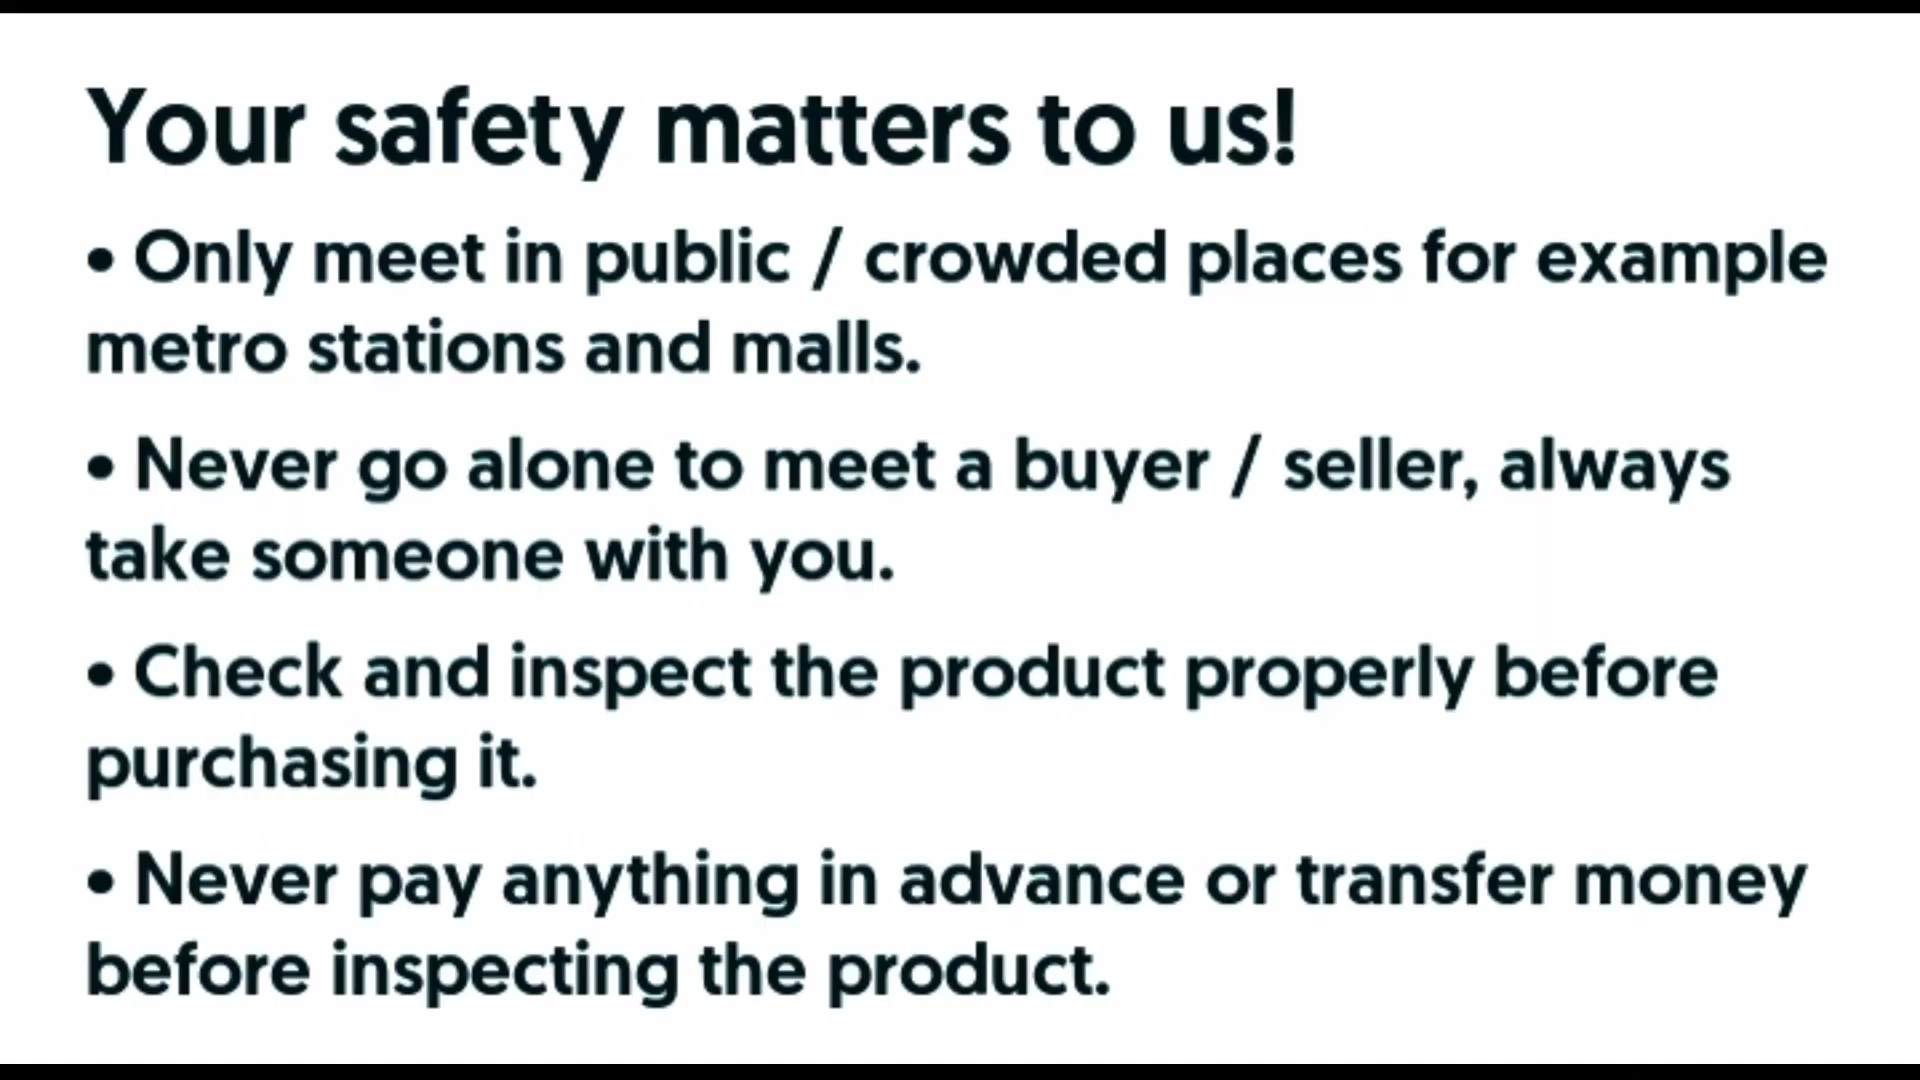 Your safety matters to us!
• Only meet in public / crowded places for example
metro stations and malls.
• Never go alone to meet a buyer / seller, always
take someone with you.
• Check and inspect the product properly before
purchasing it.
• Never pay anything in advance or transfer money
before inspecting the product.